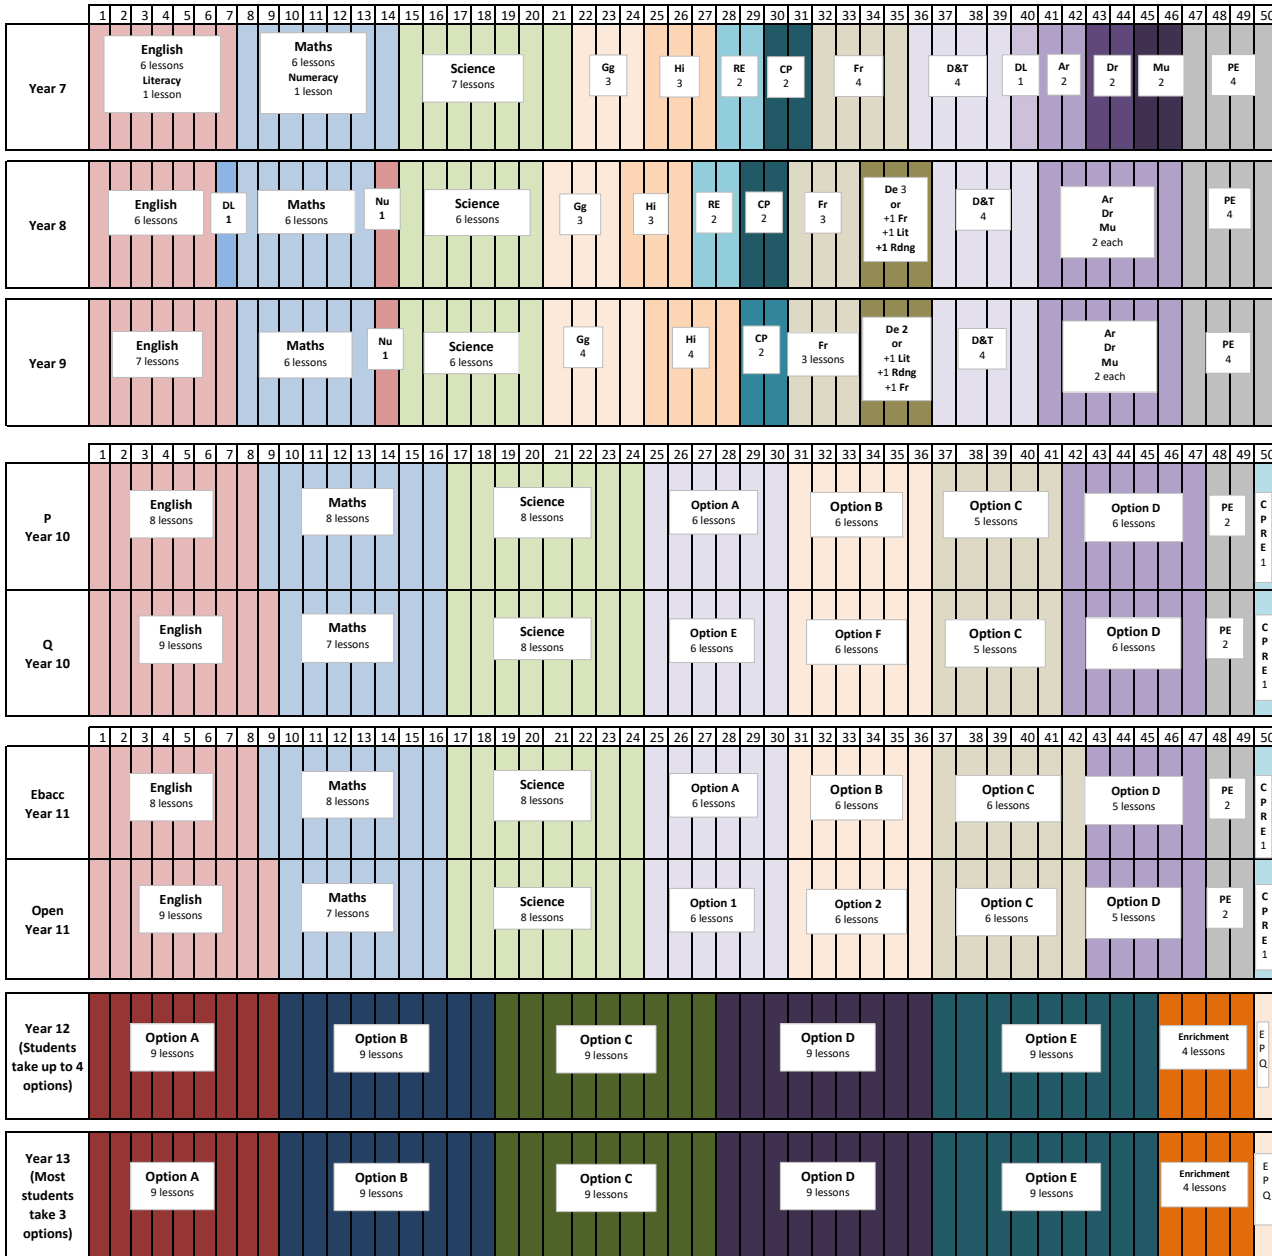 1 2 3 4 5 6 7 8 9 10 11 12 13 14 15 16 17 18 19 20 21 22 23 24 25 26 27 28 29 30 31 32 33 34 35 36 37 38 39 40 41 42 43 44 45 46 47 48 49 50
Year 7
English
6 lessons
Literacy
1 lesson
Maths
6 lessons
Numeracy
1 lesson
Science
7 lessons
Gg
3
Hi
3
RE
2
CP
2
Fr
4
D&T
4
DL
1
Ar
2
Dr
2
Mu
2
PE
4
Year 8
English
6 lessons
DL
1
Maths
6 lessons
Nu
1
Science
6 lessons
Gg
3
Hi
3
RE
2
CP
2
Fr
3
De 3
or
+1 Fr
+1 Lit
+1 Rdng
D&T
4
Ar
Dr
Mu
2 each
PE
4
Year 9
English
7 lessons
Maths
6 lessons
Nu
1
Science
6 lessons
Gg
4
Hi
4
CP
2
Fr
3 lessons
De 2
or
+1 Lit
+1 Rdng
+1 Fr
D&T
4
Ar
Dr
Mu
2 each
PE
4
1 2 3 4 5 6 7 8 9 10 11 12 13 14 15 16 17 18 19 20 21 22 23 24 25 26 27 28 29 30 31 32 33 34 35 36 37 38 39 40 41 42 43 44 45 46 47 48 49 50
P
Year 10
English
8 lessons
Maths
8 lessons
Science
8 lessons
Option A
6 lessons
Option B
6 lessons
Option C
5 lessons
Option D
6 lessons
PE
2
C
P
R
E
1
Q
Year 10
English
9 lessons
Maths
7 lessons
Science
8 lessons
Option E
6 lessons
Option F
6 lessons
Option C
5 lessons
Option D
6 lessons
PE
2
C
P
R
E
1
1 2 3 4 5 6 7 8 9 10 11 12 13 14 15 16 17 18 19 20 21 22 23 24 25 26 27 28 29 30 31 32 33 34 35 36 37 38 39 40 41 42 43 44 45 46 47 48 49 50
Ebacc
Year 11
English
8 lessons
Maths
8 lessons
Science
8 lessons
Option A
6 lessons
Option B
6 lessons
Option C
6 lessons
Option D
5 lessons
PE
2
C
P
R
E
1
Open
Year 11
English
9 lessons
Maths
7 lessons
Science
8 lessons
Option 1
6 lessons
Option 2
6 lessons
Option C
6 lessons
Option D
5 lessons
PE
2
C
P
R
E
1
Year 12
(Students
take up to 4
options)
Option A
9 lessons
Option B
9 lessons
Option C
9 lessons
Option D
9 lessons
Option E
9 lessons
Enrichment
4 lessons
E
P
Q
Year 13
(Most
students
take 3
options)
Option A
9 lessons
Option B
9 lessons
Option C
9 lessons
Option D
9 lessons
Option E
9 lessons
Enrichment
4 lessons
E
P
Q